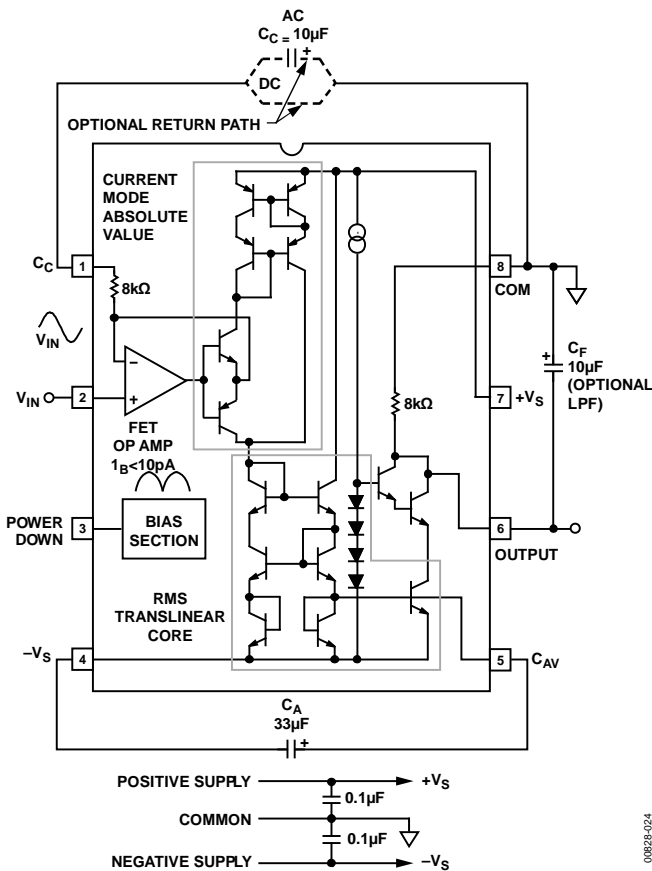 AC
C_C = 10µF
+
DC
OPTIONAL RETURN PATH
CURRENT
MODE
ABSOLUTE
VALUE
C_C
1
8kΩ
8
COM
V_IN
C_F
10µF
(OPTIONAL
LPF)
+
−
8kΩ
7
+V_S
V_IN
2
+
FET
OP AMP
1_B<10pA
POWER
DOWN
3
BIAS
SECTION
6
OUTPUT
RMS
TRANSLINEAR
CORE
−V_S
4
5
C_AV
C_A
33µF
+
POSITIVE SUPPLY
+V_S
0.1µF
COMMON
0.1µF
NEGATIVE SUPPLY
−V_S
00828-024